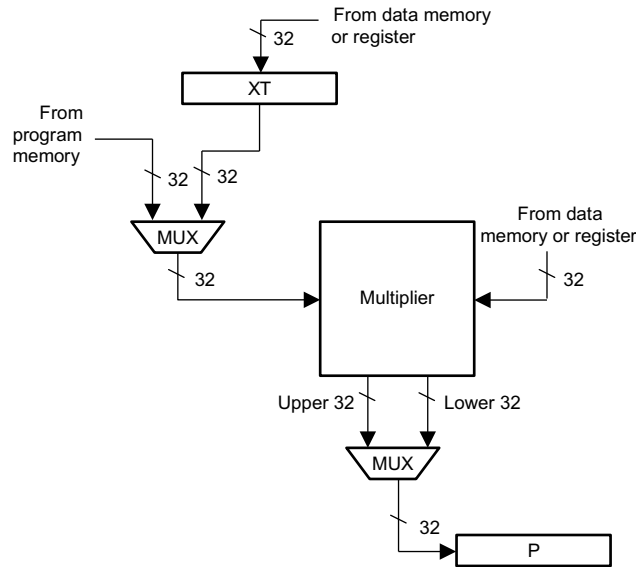 From data memory
or register
32
XT
From
program
memory
32
32
MUX
32
From data
memory or register
32
Multiplier
Upper 32
Lower 32
MUX
32
P